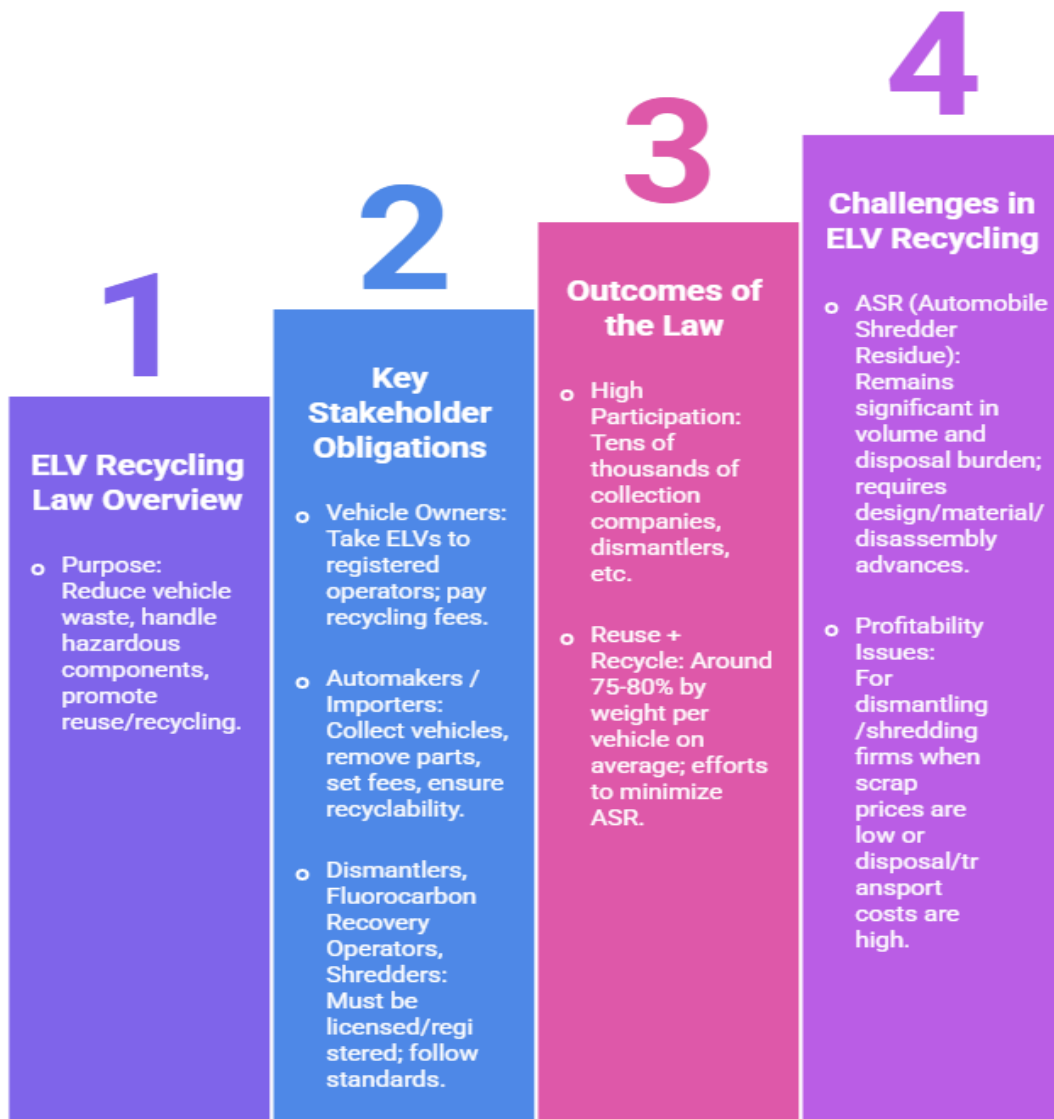 1
ELV Recycling
Law Overview
Purpose:
Reduce vehicle
waste, handle
hazardous
components,
promote
reuse/recycling.
2
Key
Stakeholder
Obligations
Vehicle Owners:
Take ELVs to
registered
operators; pay
recycling fees.
Automakers /
Importers:
Collect vehicles,
remove parts,
set fees, ensure
recyclability.
Dismantlers,
Fluorocarbon
Recovery
Operators,
Shredders:
Must be
licensed/regi
stered; follow
standards.
3
Outcomes of
the Law
High
Participation:
Tens of
thousands of
collection
companies,
dismantlers,
etc.
Reuse +
Recycle: Around
75-80% by
weight per
vehicle on
average; efforts
to minimize
ASR.
4
Challenges in
ELV Recycling
ASR (Automobile
Shredder
Residue):
Remains
significant in
volume and
disposal burden;
requires
design/material/
disassembly
advances.
Profitability
Issues:
For
dismantling
/shredding
firms when
scrap
prices are
low or
disposal/tr
ansport
costs are
high.